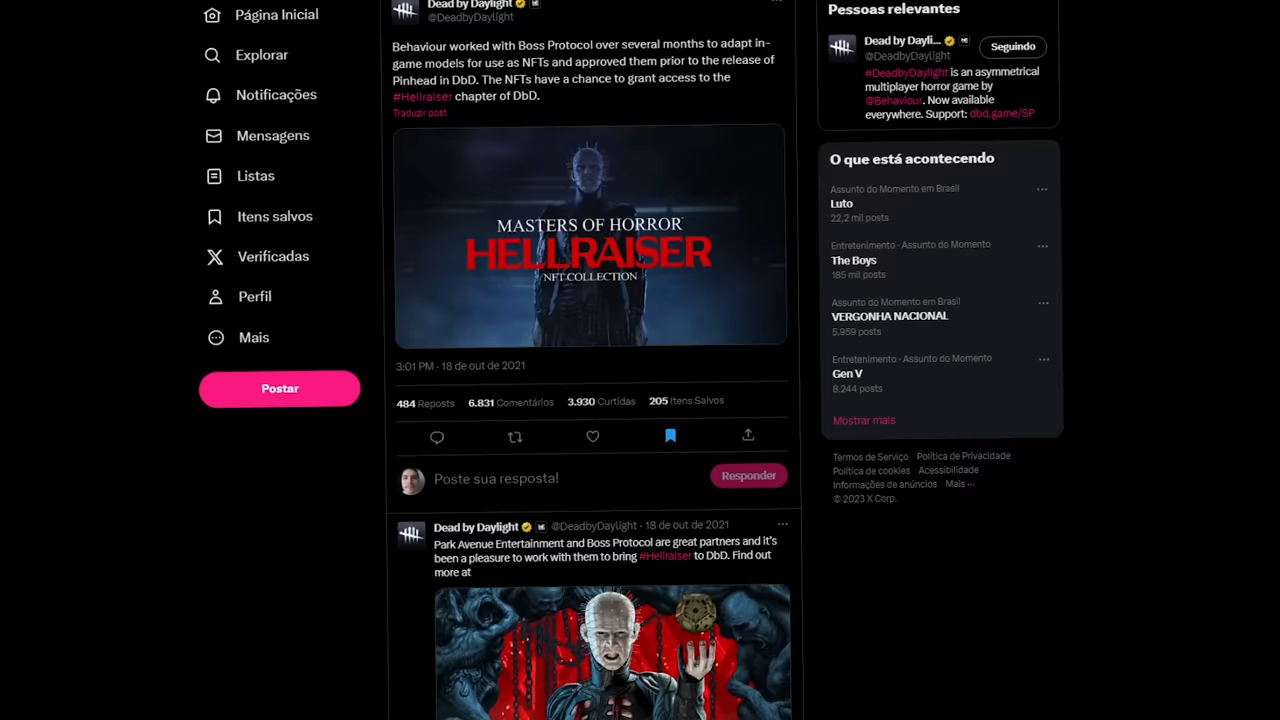 Página Inicial
Explorar
Notificações
Mensagens
Listas
Itens salvos
Verificadas
Perfil
Mais
Postar
Dead by Daylight
@DeadbyDaylight
Behaviour worked with Boss Protocol over several months to adapt in-
game models for use as NFTs and approved them prior to the release of
Pinhead in DbD. The NFTs have a chance to grant access to the
#Hellraiser chapter of DbD.
Traduzir post
MASTERS OF HORROR
HELLRAISER
NFT COLLECTION
3:01 PM · 18 de out de 2021
484 Reposts 6.831 Comentários 3.930 Curtidas 205 Itens Salvos
Poste sua resposta!
Responder
Dead by Daylight @DeadbyDaylight · 18 de out de 2021
Park Avenue Entertainment and Boss Protocol are great partners and it's
been a pleasure to work with them to bring #Hellraiser to DbD. Find out
more at
Pessoas relevantes
Dead by Dayli...
@DeadbyDaylight
Seguindo
#DeadbyDaylight is an asymmetrical
multiplayer horror game by
@Behaviour. Now available
everywhere. Support: dbd.game/SP
O que está acontecendo
Assunto do Momento em Brasil
Luto
22,2 mil posts
Entretenimento · Assunto do Momento
The Boys
185 mil posts
Assunto do Momento em Brasil
VERGONHA NACIONAL
5.959 posts
Entretenimento · Assunto do Momento
Gen V
8.244 posts
Mostrar mais
Termos de Serviço Política de Privacidade
Política de cookies Acessibilidade
Informações de anúncios Mais ...
© 2023 X Corp.